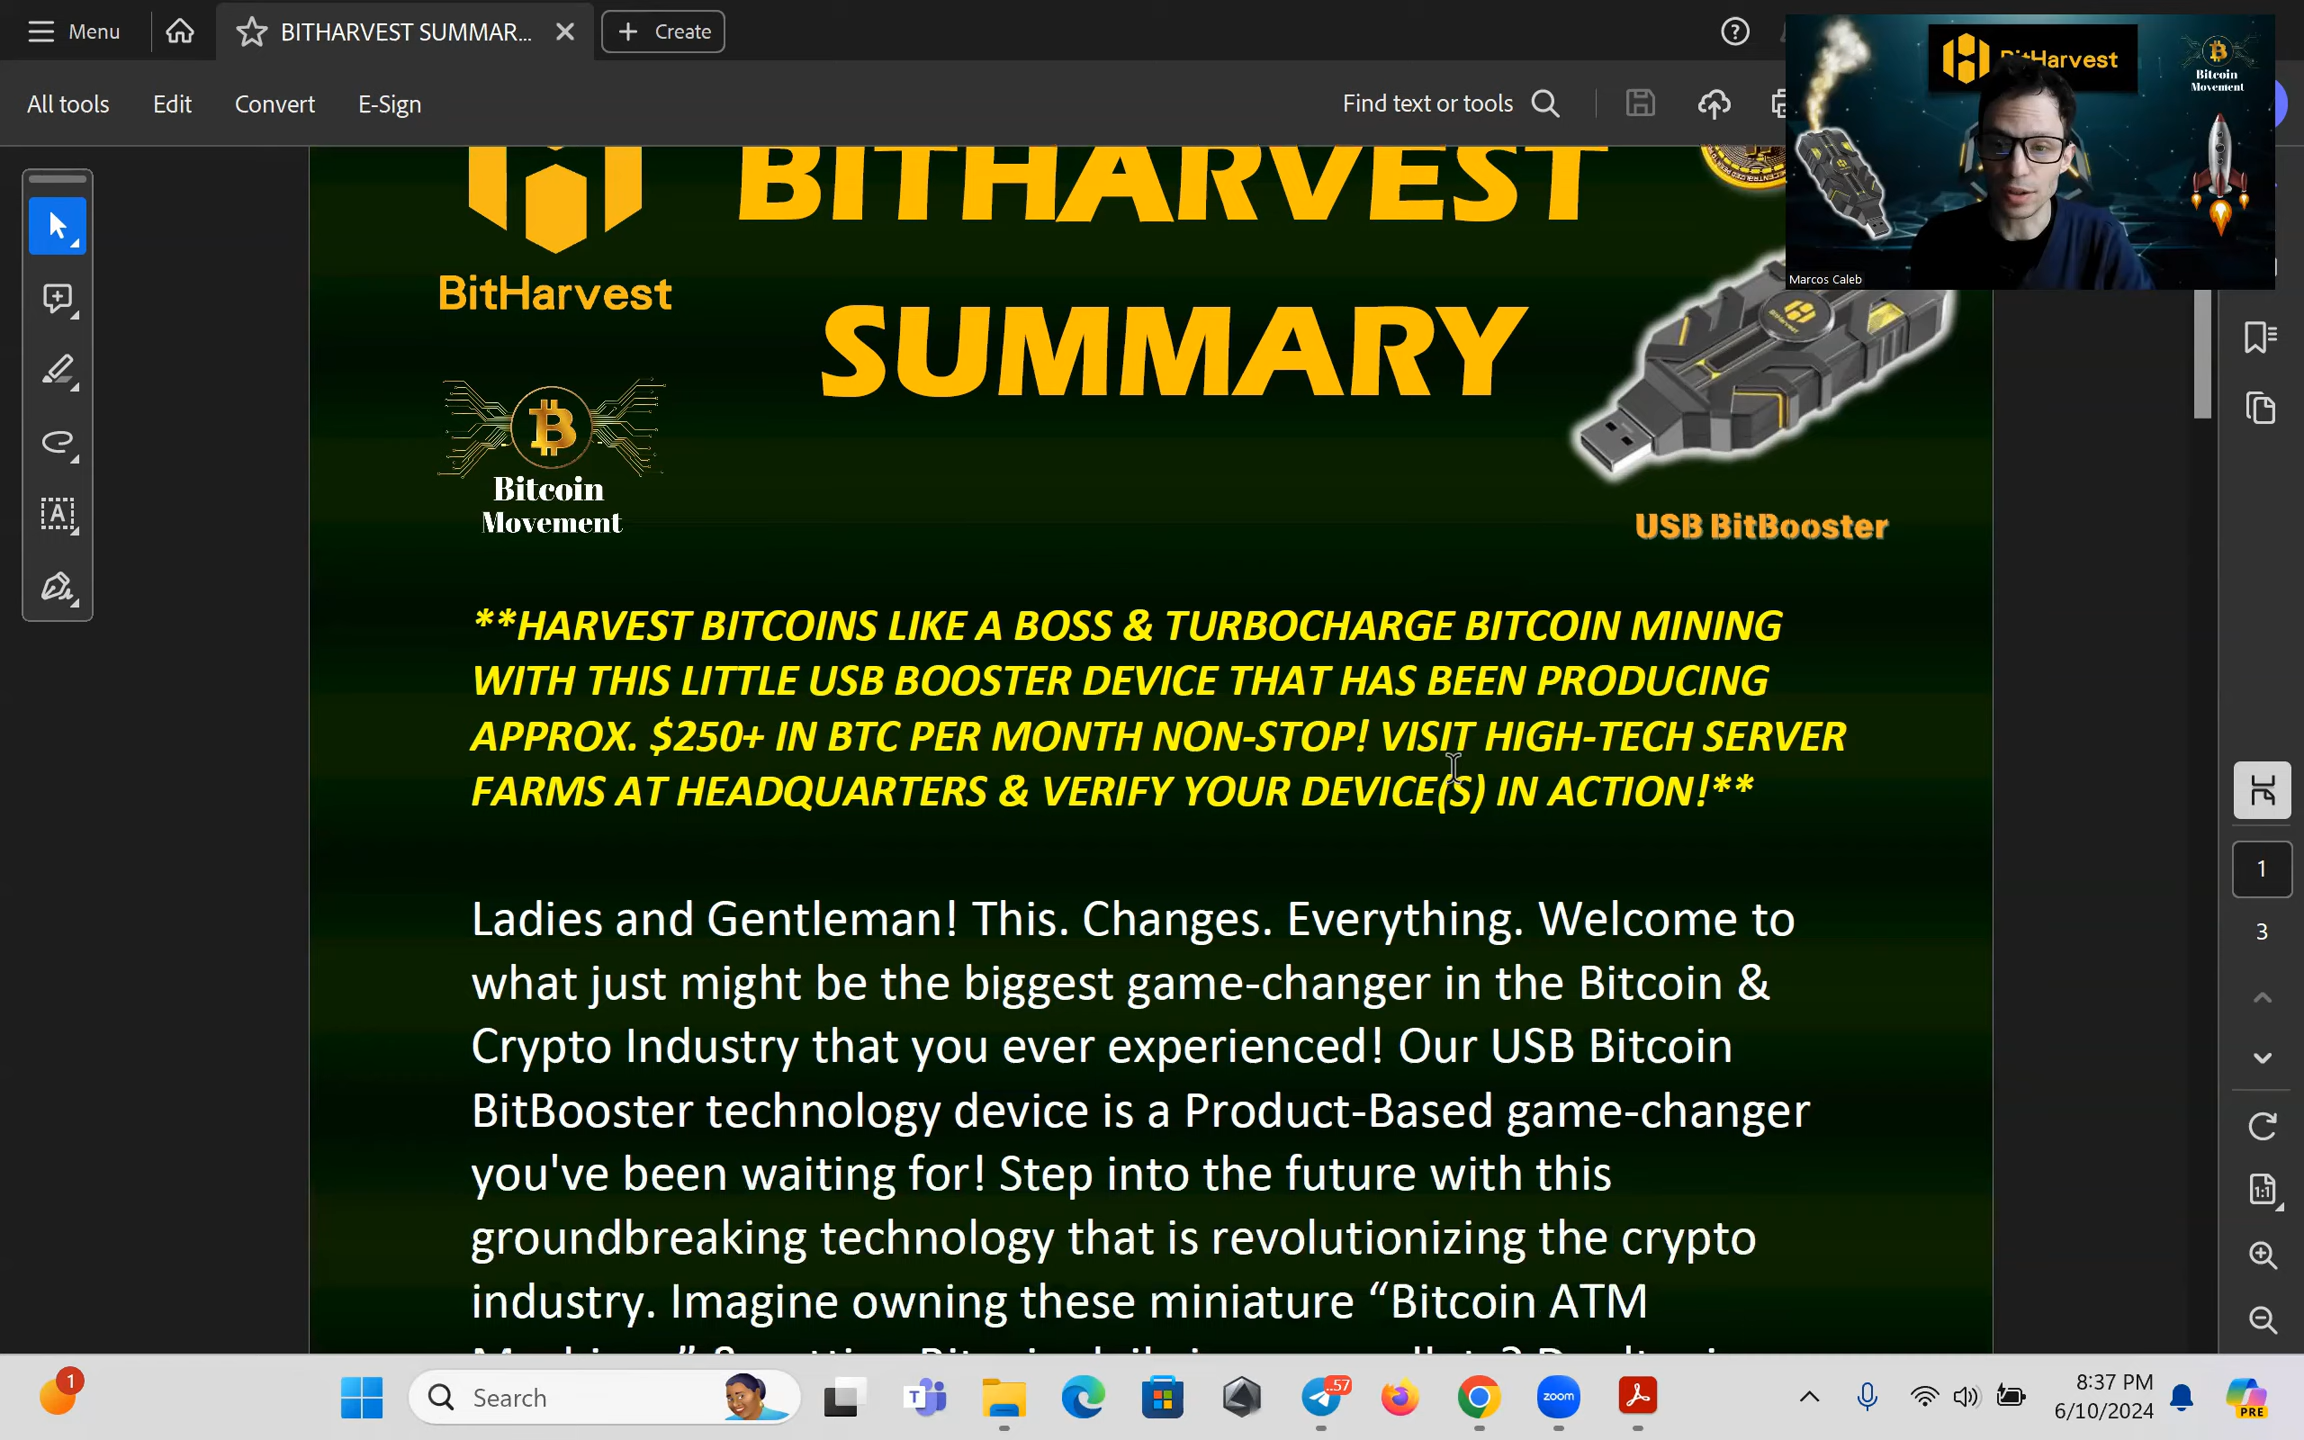 Menu
BITHARVEST SUMMAR...
Create
All tools
Edit
Convert
E-Sign
Find text or tools
BitHarvest
Bitcoin
Movement
Marcos Caleb
BITHARVEST
SUMMARY
BitHarvest
Bitcoin
Movement
BitHarvest
USB BitBooster
**HARVEST BITCOINS LIKE A BOSS & TURBOCHARGE BITCOIN MINING
WITH THIS LITTLE USB BOOSTER DEVICE THAT HAS BEEN PRODUCING
APPROX. $250+ IN BTC PER MONTH NON-STOP! VISIT HIGH-TECH SERVER
FARMS AT HEADQUARTERS & VERIFY YOUR DEVICE(S) IN ACTION!**
Ladies and Gentleman! This. Changes. Everything. Welcome to
what just might be the biggest game-changer in the Bitcoin &
Crypto Industry that you ever experienced! Our USB Bitcoin
BitBooster technology device is a Product-Based game-changer
you've been waiting for! Step into the future with this
groundbreaking technology that is revolutionizing the crypto
industry. Imagine owning these miniature “Bitcoin ATM
1
3
1:1
1
Search
57
zoom
8:37 PM
6/10/2024
PRE